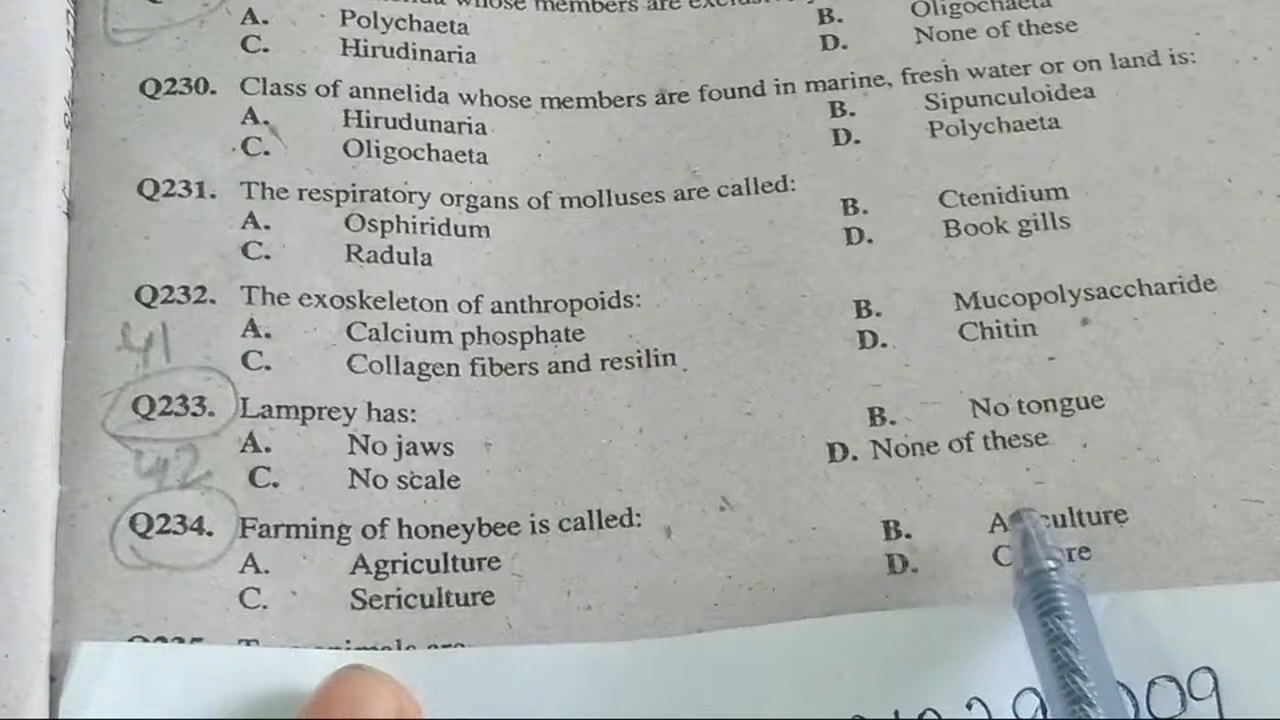 whose members are
A. Polychaeta B. Oligochaeta
C. Hirudinaria D. None of these
Q230. Class of annelida whose members are found in marine, fresh water or on land is:
A. Hirudunaria B. Sipunculoidea
C. Oligochaeta D. Polychaeta
Q231. The respiratory organs of molluses are called:
A. Osphiridum B. Ctenidium
C. Radula D. Book gills
Q232. The exoskeleton of anthropoids:
A. Calcium phosphate B. Mucopolysaccharide
C. Collagen fibers and resilin D. Chitin
41
Q233. Lamprey has:
A. No jaws B. No tongue
C. No scale D. None of these
42
Q234. Farming of honeybee is called:
A. Agriculture B.
C. Sericulture D.